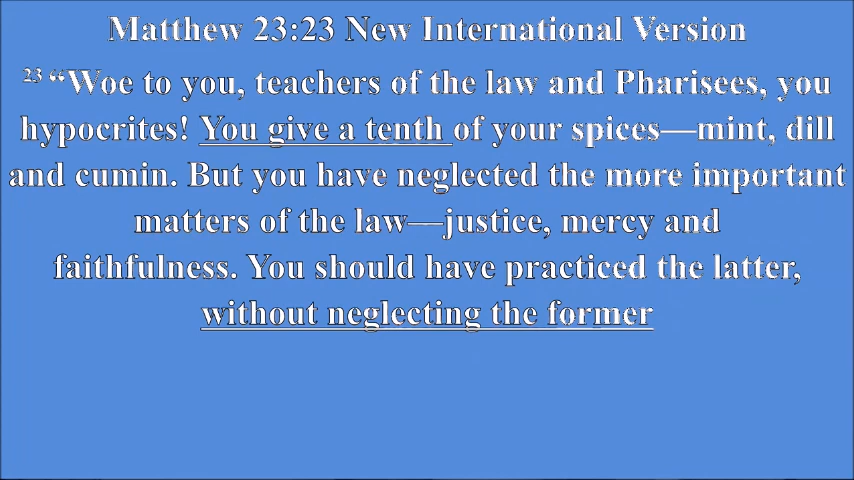 Matthew 23:23 New International Version
23 “Woe to you, teachers of the law and Pharisees, you
hypocrites! You give a tenth of your spices—mint, dill
and cumin. But you have neglected the more important
matters of the law—justice, mercy and
faithfulness. You should have practiced the latter,
without neglecting the former